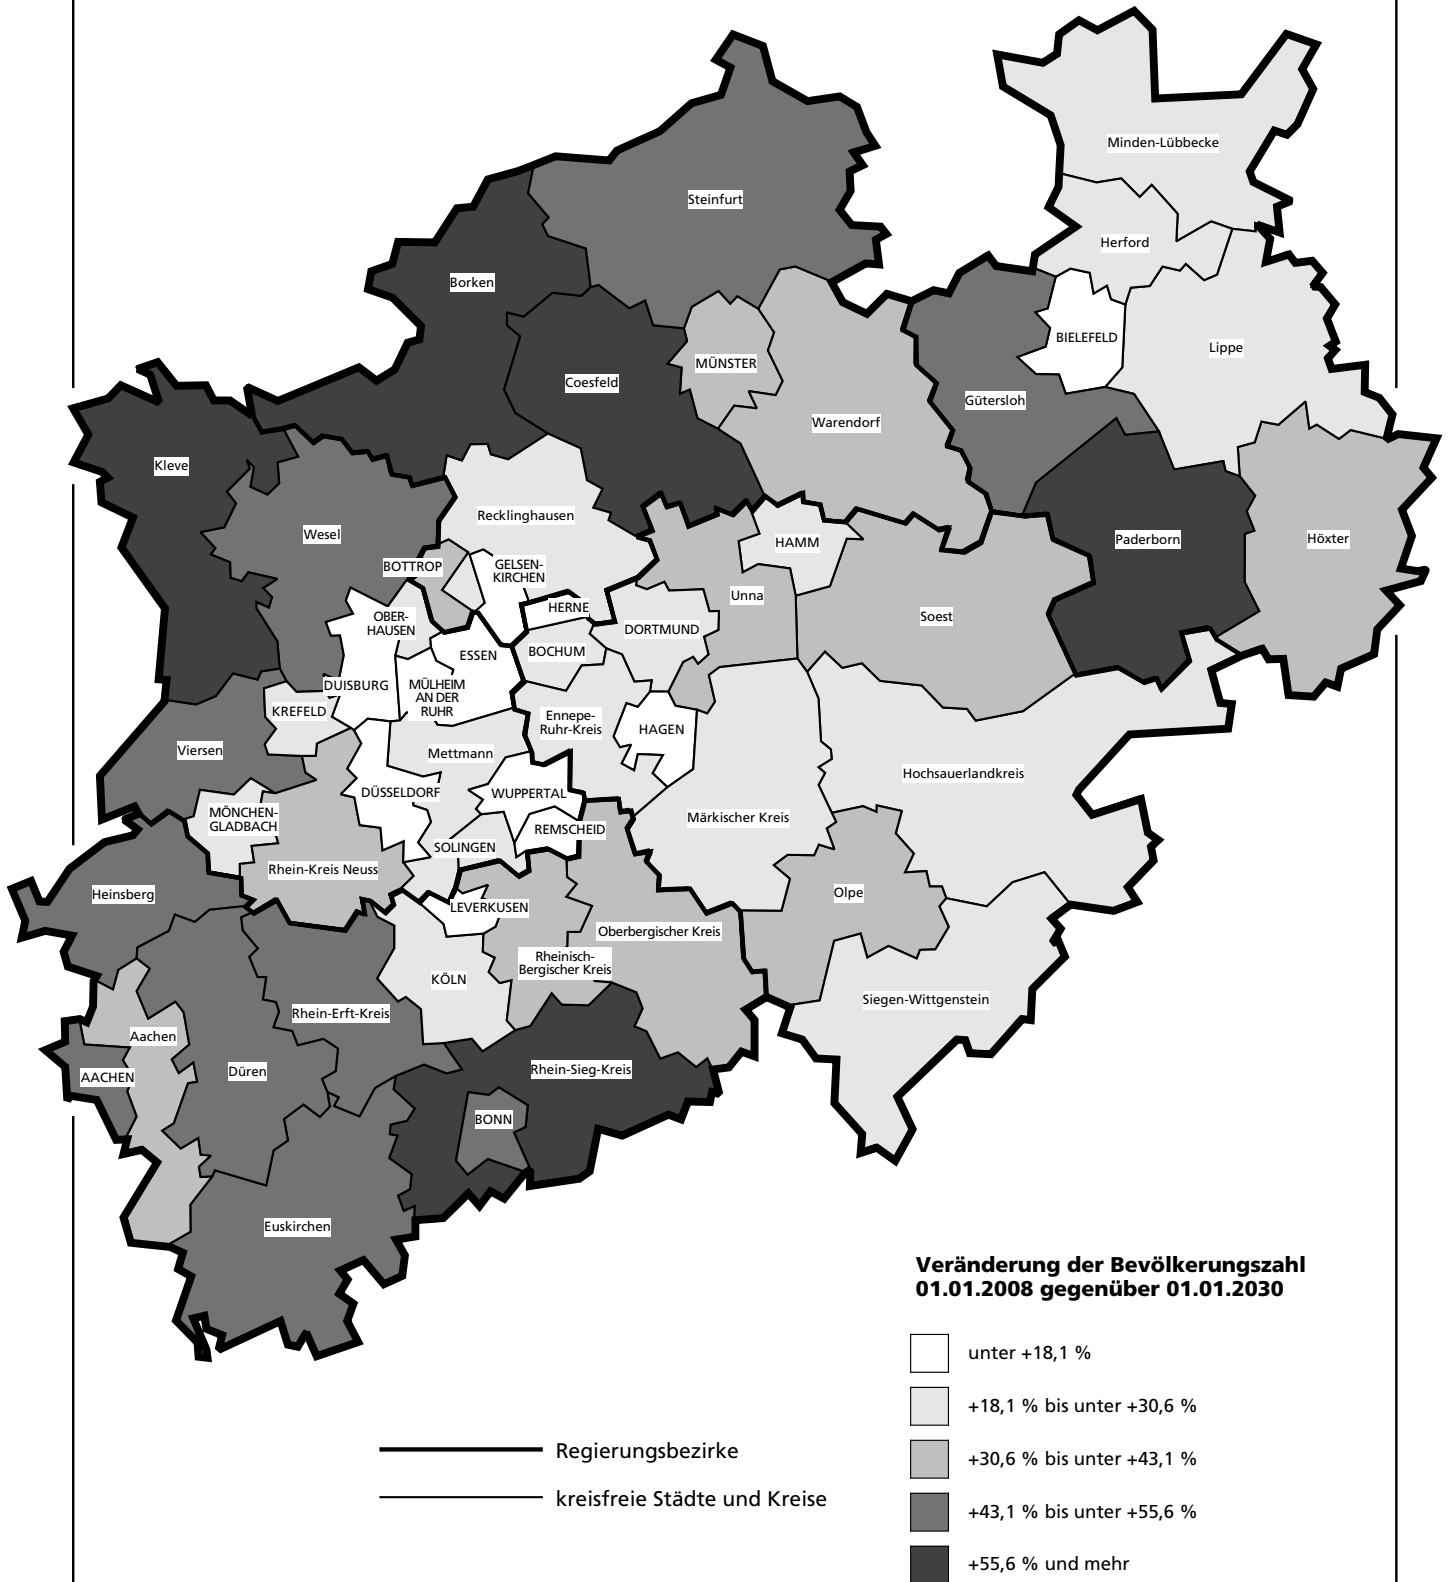 Minden-Lübbecke
Steinfurt
Herford
Borken
BIELEFELD
Lippe
MÜNSTER
Coesfeld
Gütersloh
Warendorf
Kleve
Recklinghausen
Wesel
HAMM
Paderborn
Höxter
BOTTROP
GELSEN-
KIRCHEN
Unna
HERNE
Soest
OBER-
HAUSEN
DORTMUND
BOCHUM
ESSEN
DUISBURG
MÜLHEIM
AN DER
RUHR
KREFELD
Ennepe-
Ruhr-Kreis
HAGEN
Viersen
Mettmann
Hochsauerlandkreis
DÜSSELDORF
WUPPERTAL
MÖNCHEN-
GLADBACH
Märkischer Kreis
REMSCHEID
SOLINGEN
Rhein-Kreis Neuss
Heinsberg
Olpe
LEVERKUSEN
Oberbergischer Kreis
Rheinisch-
Bergischer Kreis
KÖLN
Siegen-Wittgenstein
Rhein-Erft-Kreis
Aachen
Düren
Rhein-Sieg-Kreis
AACHEN
BONN
Euskirchen
Veränderung der Bevölkerungszahl
01.01.2008 gegenüber 01.01.2030
unter +18,1 %
+18,1 % bis unter +30,6 %
+30,6 % bis unter +43,1 %
+43,1 % bis unter +55,6 %
+55,6 % und mehr
Regierungsbezirke
kreisfreie Städte und Kreise